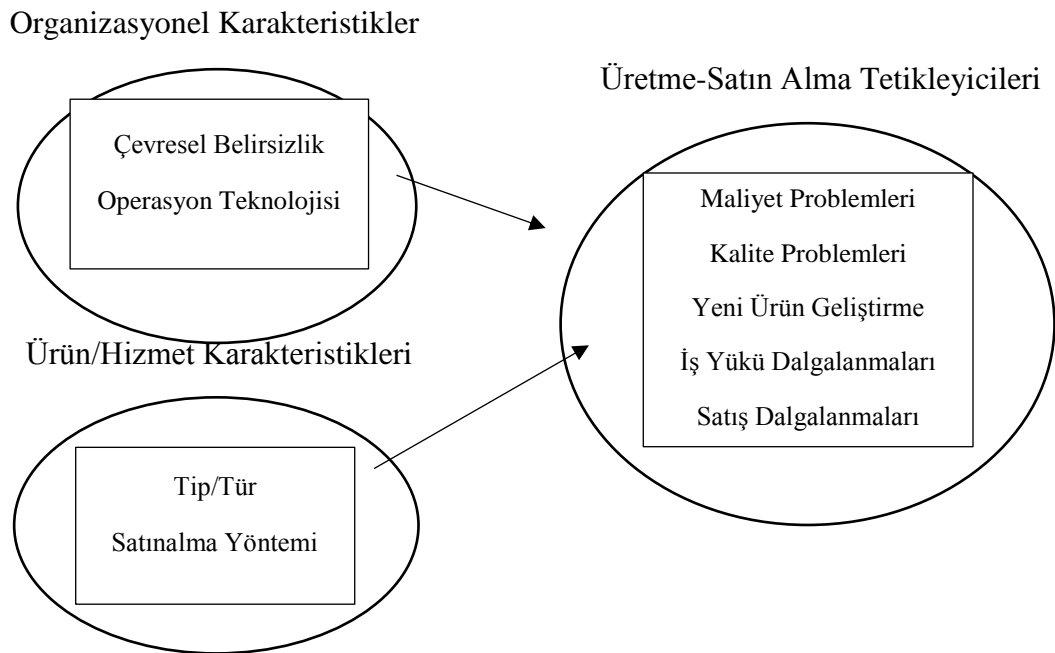 Organizasyonel Karakteristikler
Çevresel Belirsizlik
Operasyon Teknolojisi
Ürün/Hizmet Karakteristikleri
Tip/Tür
Satınalma Yöntemi
Üretme-Satın Alma Tetikleyicileri
Maliyet Problemleri
Kalite Problemleri
Yeni Ürün Geliştirme
İş Yükü Dalgalanmaları
Satış Dalgalanmaları